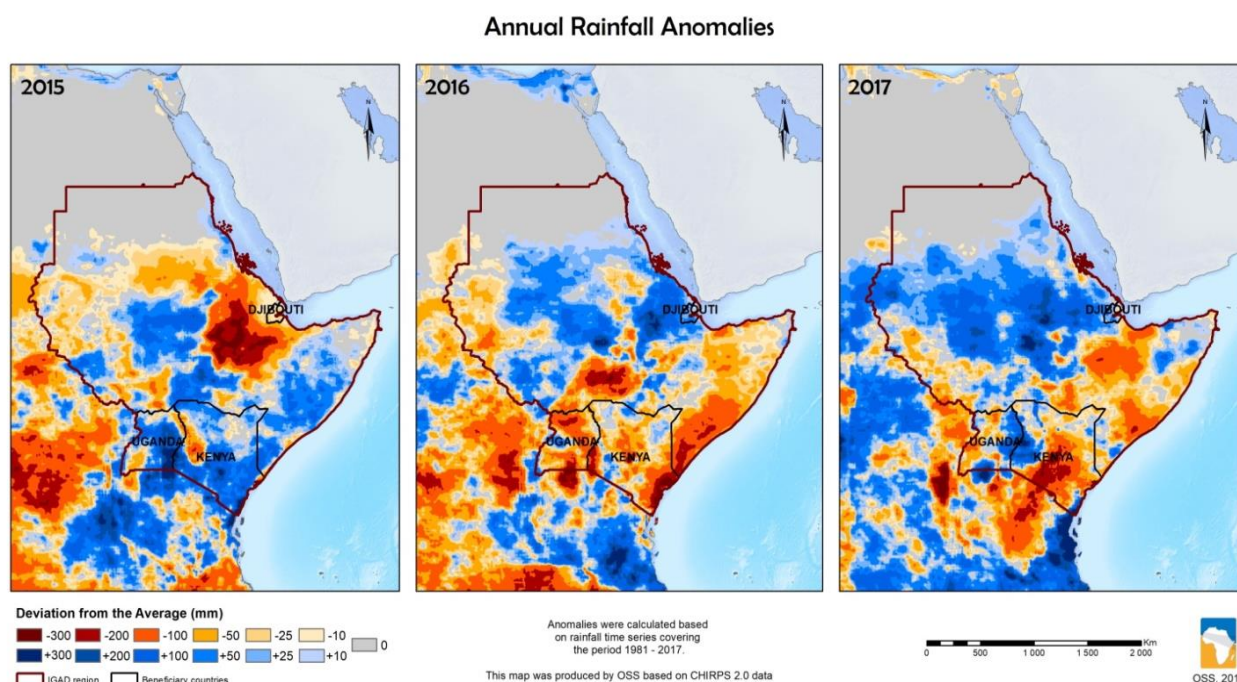 Annual Rainfall Anomalies
2015
N
DJIBOUTI
UGANDA
KENYA
2016
N
DJIBOUTI
UGANDA
KENYA
2017
N
DJIBOUTI
UGANDA
KENYA
Deviation from the Average (mm)
-300 -200 -100 -50 -25 -10
+300 +200 +100 +50 +25 +10
0
IGAD region Beneficiary countries
Anomalies were calculated based
on rainfall time series covering
the period 1981 - 2017.
This map was produced by OSS based on CHIRPS 2.0 data
Km
0 500 1 000 1 500 2 000
OSS, 201